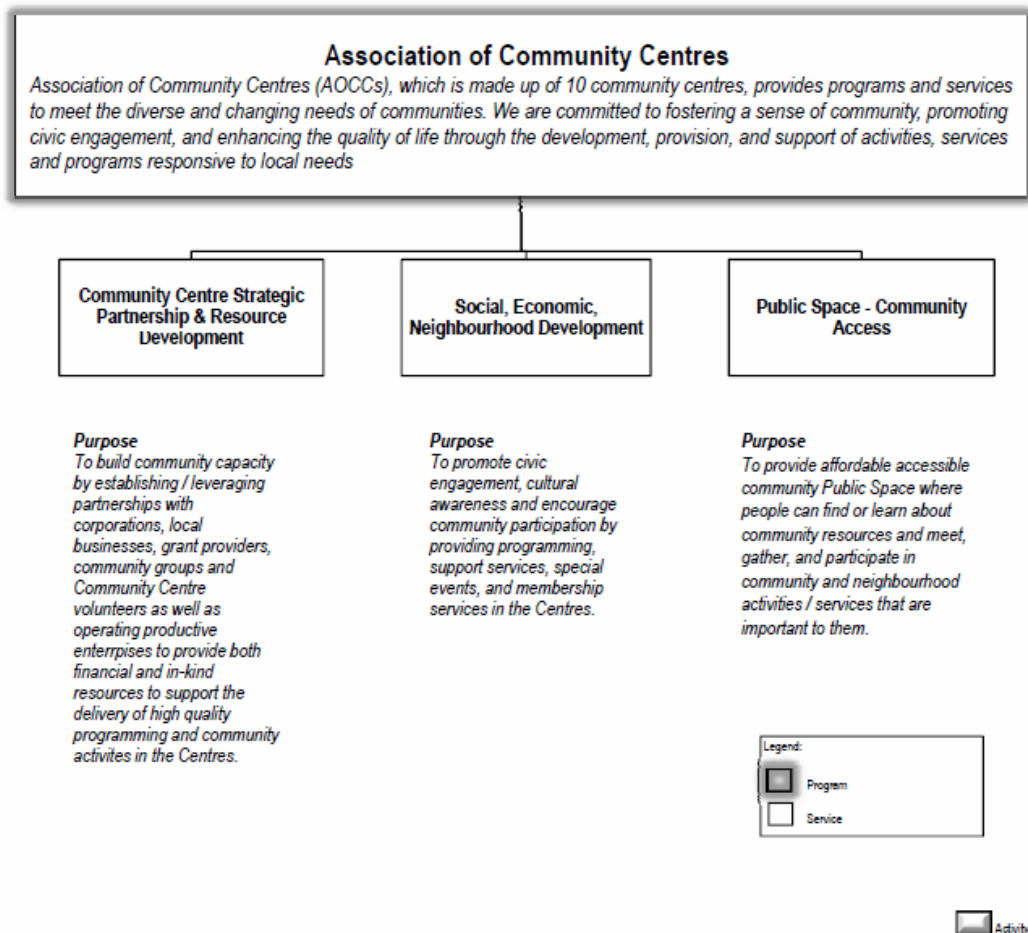 Association of Community Centres
Association of Community Centres (AOCCs), which is made up of 10 community centres, provides programs and services
to meet the diverse and changing needs of communities. We are committed to fostering a sense of community, promoting
civic engagement, and enhancing the quality of life through the development, provision, and support of activities, services
and programs responsive to local needs
Community Centre Strategic
Partnership & Resource
Development
Social, Economic,
Neighbourhood Development
Public Space - Community
Access
Purpose
To build community capacity
by establishing / leveraging
partnerships with
corporations, local
businesses, grant providers,
community groups and
Community Centre
volunteers as well as
operating productive
enterrpises to provide both
financial and in-kind
resources to support the
delivery of high quality
programming and community
activites in the Centres.
Purpose
To promote civic
engagement, cultural
awareness and encourage
community participation by
providing programming,
support services, special
events, and membership
services in the Centres.
Purpose
To provide affordable accessible
community Public Space where
people can find or learn about
community resources and meet,
gather, and participate in
community and neighbourhood
activities / services that are
important to them.
Legend:
Program
Service